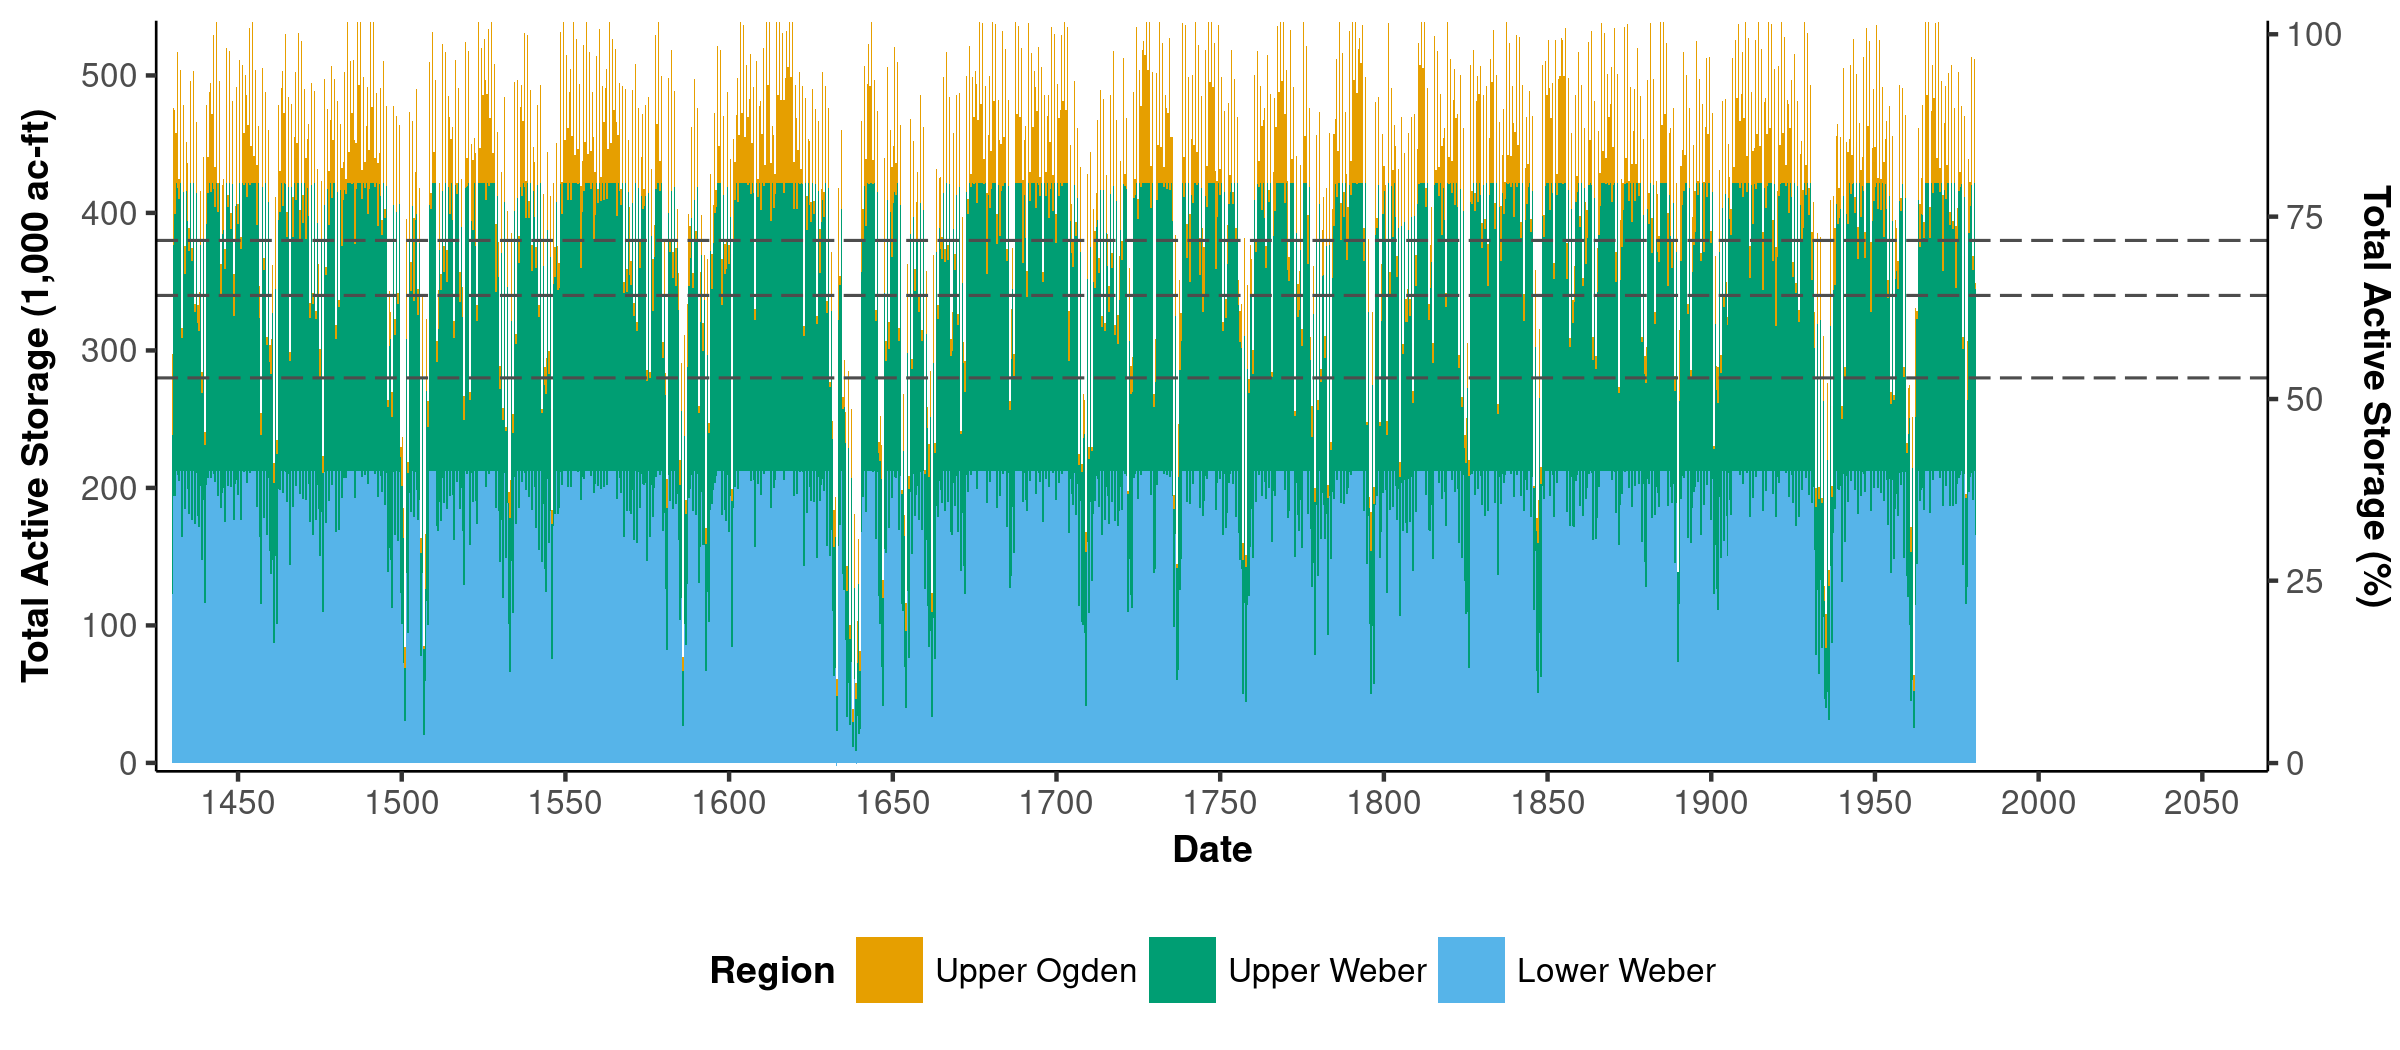 Total Active Storage (1,000 ac-ft)
500
400
300
200
100
0
100
75
50
25
0
Total Active Storage (%)
1450 1500 1550 1600 1650 1700 1750 1800 1850 1900 1950 2000 2050
Date
Region Upper Ogden Upper Weber Lower Weber